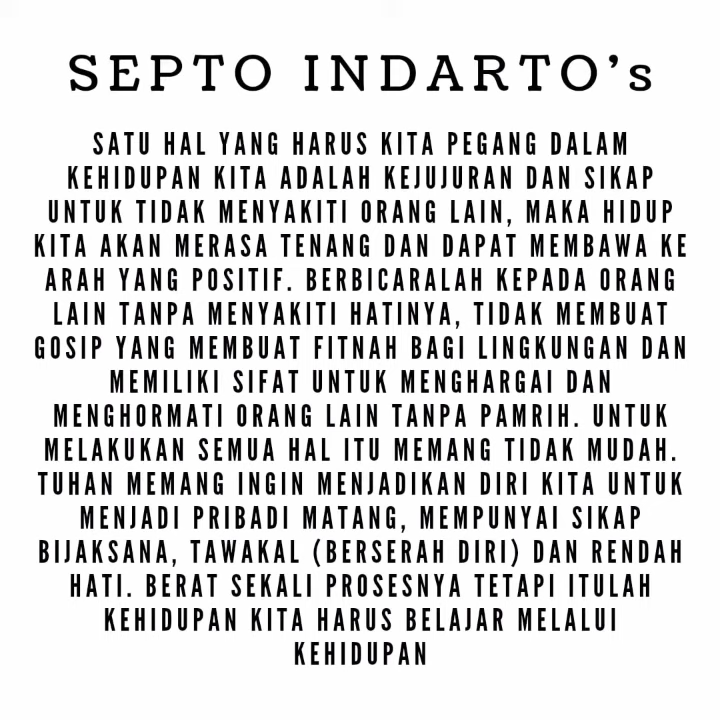 SEPTO INDARTO's
SATU HAL YANG HARUS KITA PEGANG DALAM
KEHIDUPAN KITA ADALAH KEJUJURAN DAN SIKAP
UNTUK TIDAK MENYAKITI ORANG LAIN, MAKA HIDUP
KITA AKAN MERASA TENANG DAN DAPAT MEMBAWA KE
ARAH YANG POSITIF. BERBICARALAH KEPADA ORANG
LAIN TANPA MENYAKITI HATINYA, TIDAK MEMBUAT
GOSIP YANG MEMBUAT FITNAH BAGI LINGKUNGAN DAN
MEMILIKI SIFAT UNTUK MENGHARGAI DAN
MENGHORMATI ORANG LAIN TANPA PAMRIH. UNTUK
MELAKUKAN SEMUA HAL ITU MEMANG TIDAK MUDAH.
TUHAN MEMANG INGIN MENJADIKAN DIRI KITA UNTUK
MENJADI PRIBADI MATANG, MEMPUNYAI SIKAP
BIJAKSANA, TAWAKAL (BERSERAH DIRI) DAN RENDAH
HATI. BERAT SEKALI PROSESNYA TETAPI ITULAH
KEHIDUPAN KITA HARUS BELAJAR MELALUI
KEHIDUPAN